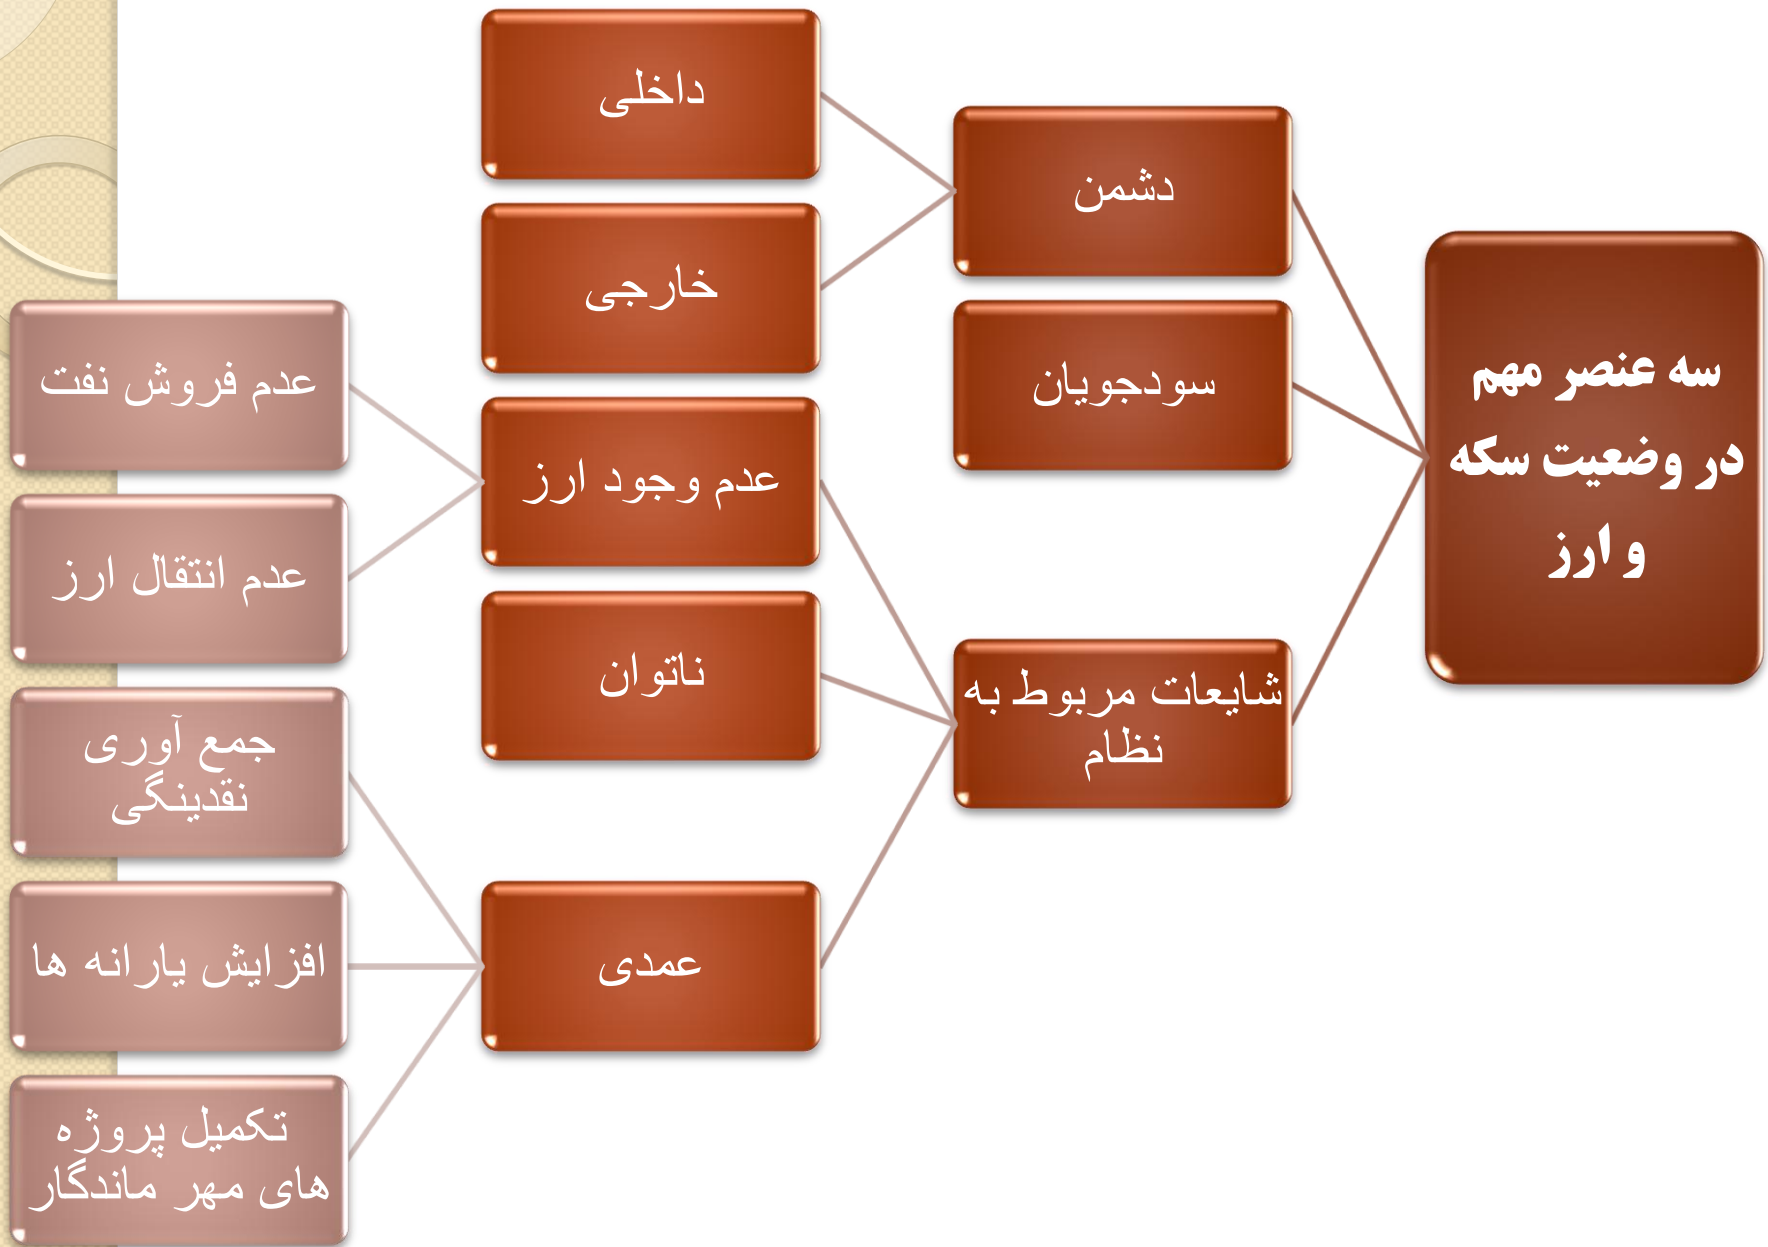 سه عنصر مهم
در وضعیت سکه
و ارز
دشمن
سودجویان
شایعات مربوط به
نظام
داخلی
خارجی
عدم وجود ارز
ناتوان
عمدی
عدم فروش نفت
عدم انتقال ارز
جمع آوری
نقدینگی
افزایش یارانه ها
تکمیل پروژه
های مهر ماندگار